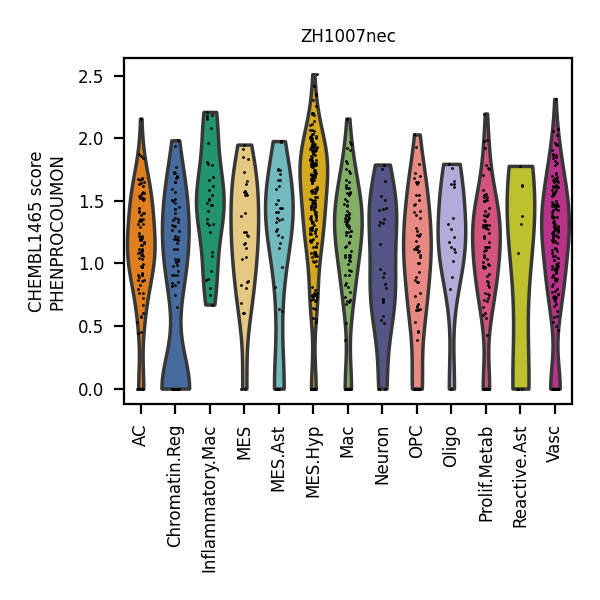 ZH1007nec
CHEMBL1465 score
PHENPROCOUMON
2.5
2.0
1.5
1.0
0.5
0.0
AC
Chromatin.Reg
Inflammatory.Mac
MES
MES.Ast
MES.Hyp
Mac
Neuron
OPC
Oligo
Prolif.Metab
Reactive.Ast
Vasc